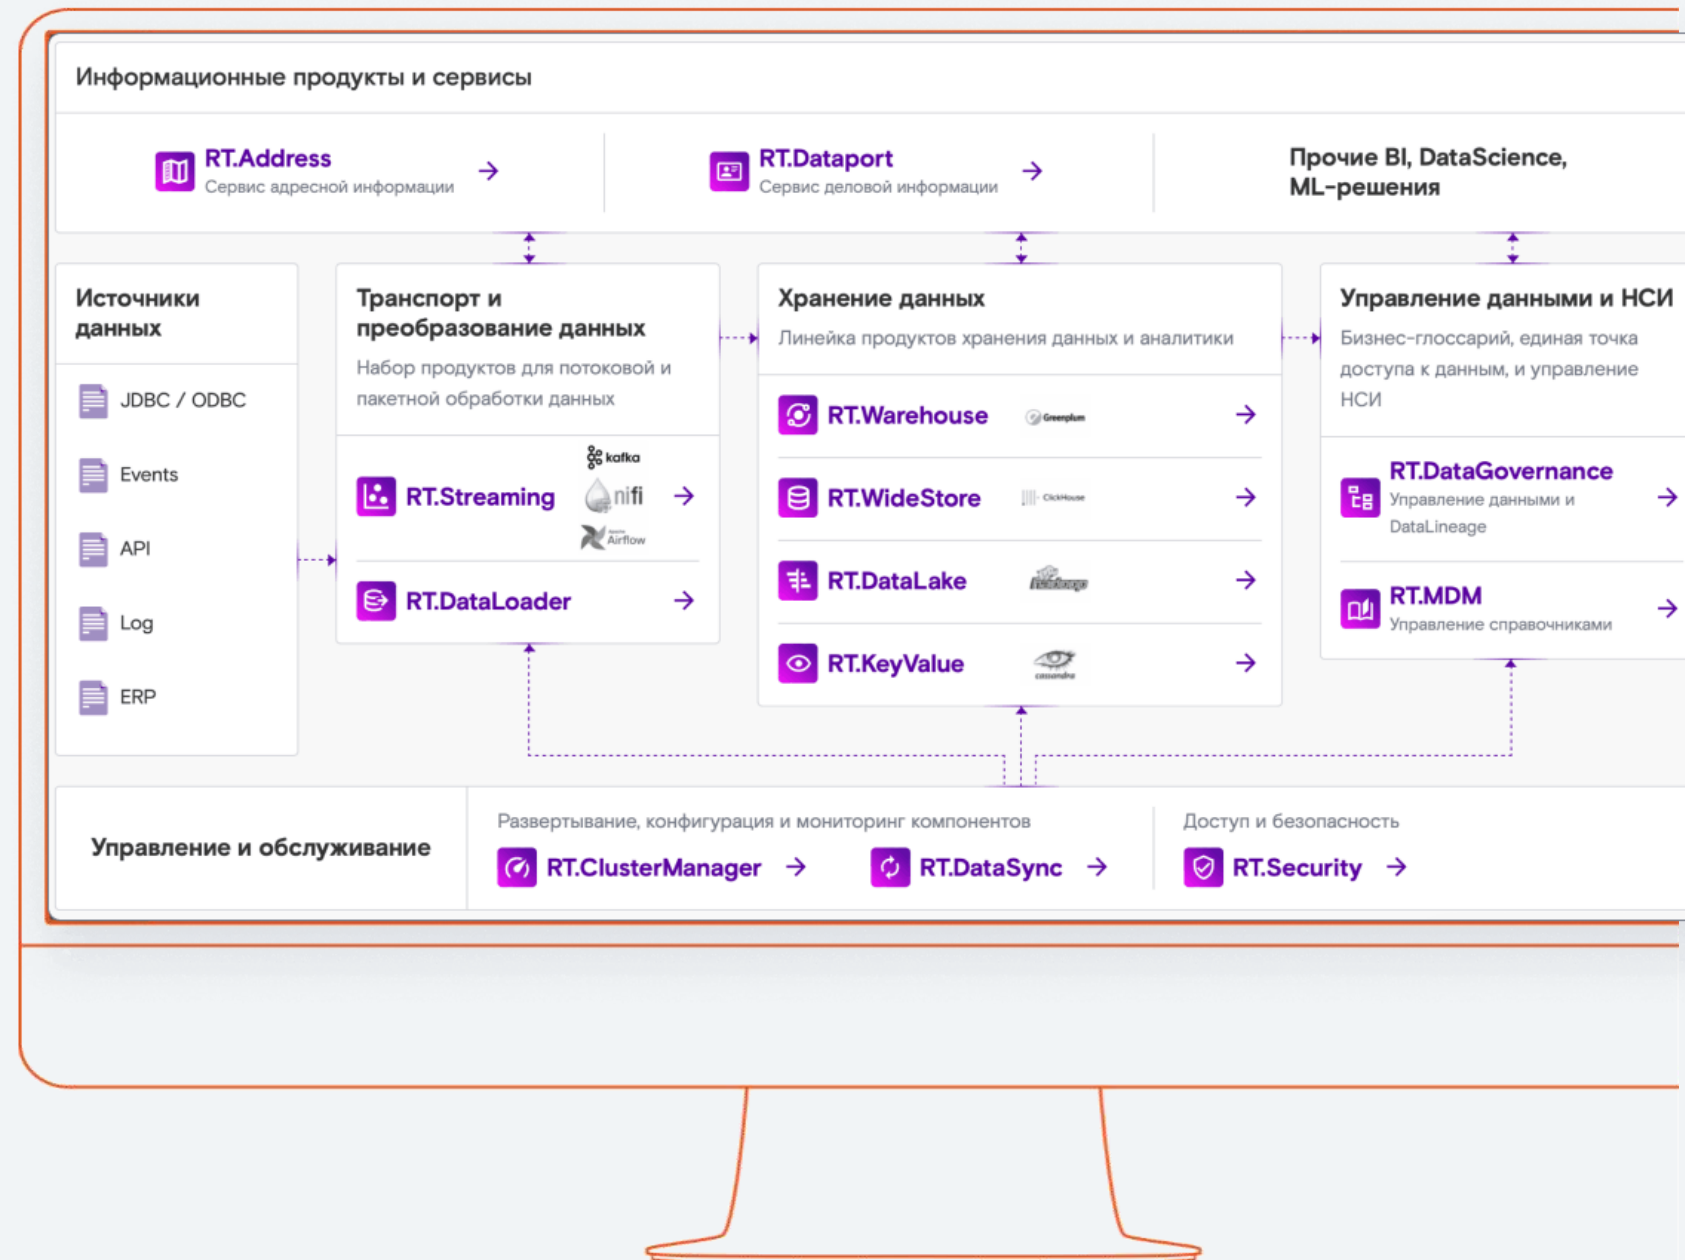 Информационные продукты и сервисы
RT.Address
Сервис адресной информации
RT.Dataport
Сервис деловой информации
Прочие BI, DataScience,
ML-решения
Источники
данных
JDBC / ODBC
Events
API
Log
ERP
Транспорт и
преобразование данных
Набор продуктов для потоковой и
пакетной обработки данных
RT.Streaming
kafka
nifi
Apache
Airflow
RT.DataLoader
Хранение данных
Линейка продуктов хранения данных и аналитики
RT.Warehouse
Greenplum
RT.WideStore
ClickHouse
RT.DataLake
hadoop
RT.KeyValue
cassandra
Управление данными и НСИ
Бизнес-глоссарий, единая точка
доступа к данным, и управление
НСИ
RT.DataGovernance
Управление данными и
DataLineage
RT.MDM
Управление справочниками
Управление и обслуживание
Развертывание, конфигурация и мониторинг компонентов
RT.ClusterManager
RT.DataSync
Доступ и безопасность
RT.Security